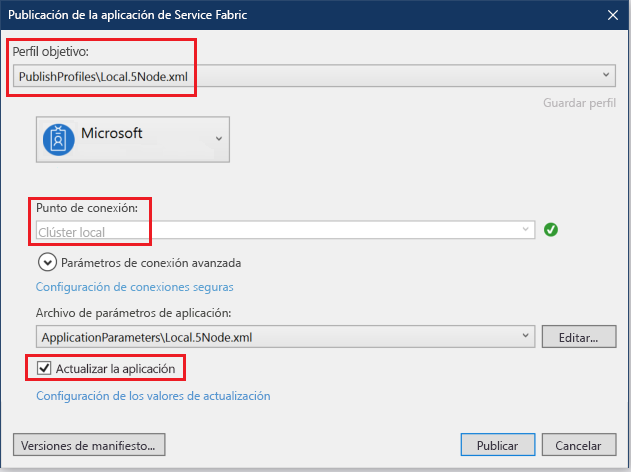 Publicación de la aplicación de Service Fabric
Perfil objetivo:
PublishProfiles\Local.5Node.xml
Guardar perfil
Microsoft
Punto de conexión:
Clúster local
Parámetros de conexión avanzada
Configuración de conexiones seguras
Archivo de parámetros de aplicación:
ApplicationParameters\Local.5Node.xml
Editar...
Actualizar la aplicación
Configuración de los valores de actualización
Versiones de manifiesto...
Publicar
Cancelar